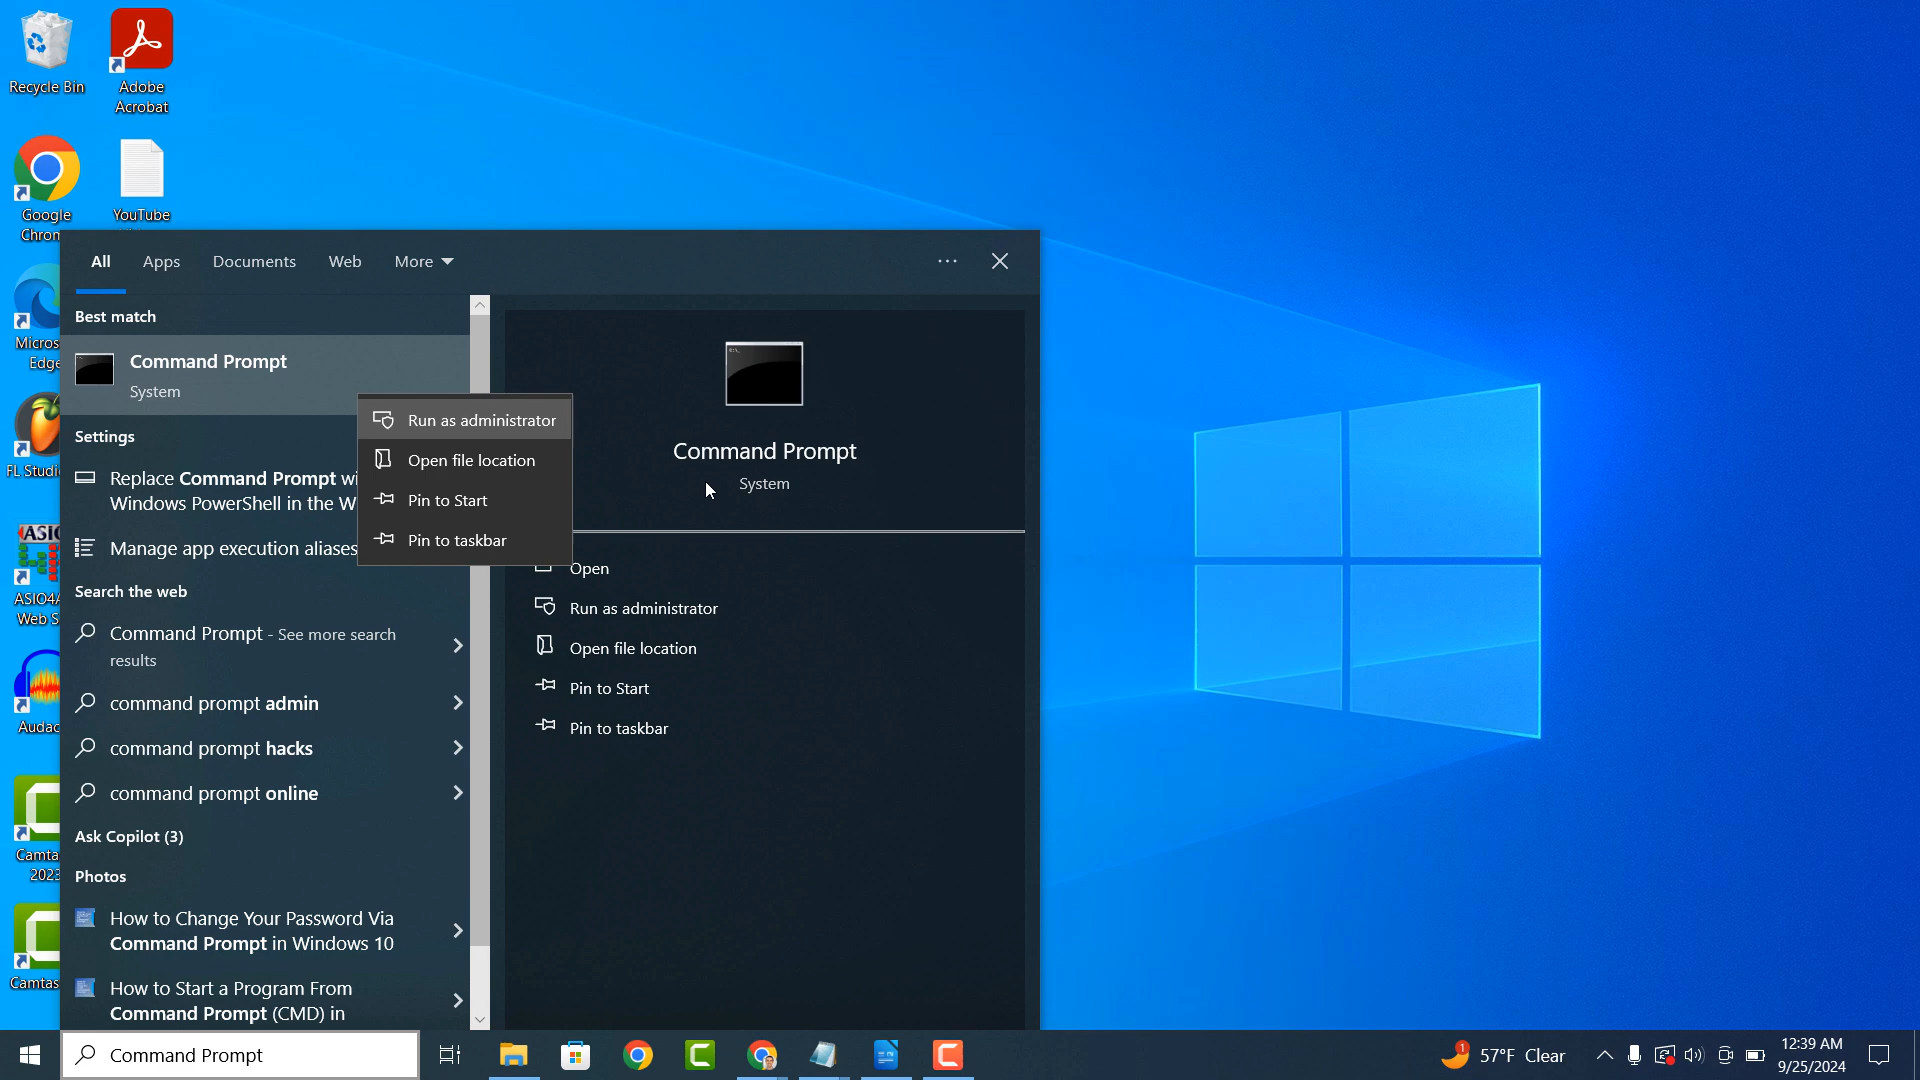 Recycle Bin
Adobe
Acrobat
Google
Chrom
YouTube
Micros
Edge
FL Studi
ASIO4A
Web S
Audac
Camta
2023
Camtas
All
Apps
Documents
Web
More
Best match
Command Prompt
System
Settings
Replace Command Prompt wi
Windows PowerShell in the W
Manage app execution aliases
Search the web
Command Prompt - See more search
results
command prompt admin
command prompt hacks
command prompt online
Ask Copilot (3)
Photos
How to Change Your Password Via
Command Prompt in Windows 10
How to Start a Program From
Command Prompt (CMD) in
Run as administrator
Open file location
Pin to Start
Pin to taskbar
Command Prompt
System
Open
Run as administrator
Open file location
Pin to Start
Pin to taskbar
Command Prompt
1
57°F Clear
12:39 AM
9/25/2024